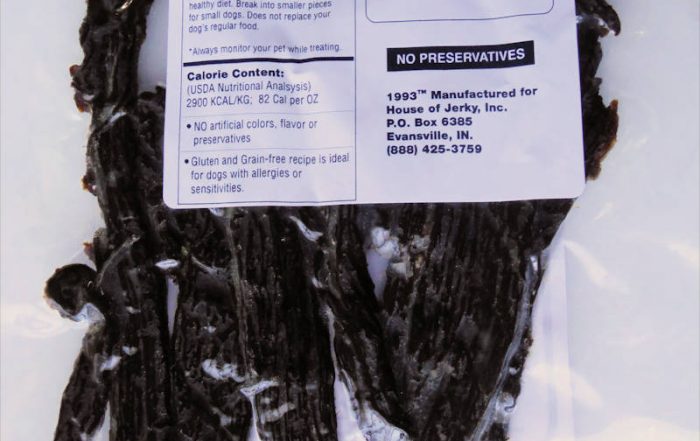 healthy diet. Break into smaller pieces
for small dogs. Does not replace your
dog's regular food.
*Always monitor your pet while treating.
Calorie Content:
(USDA Nutritional Analsysis)
2900 KCAL/KG; 82 Cal per OZ
• NO artificial colors, flavor or
preservatives
• Gluten and Grain-free recipe is ideal
for dogs with allergies or
sensitivities.
NO PRESERVATIVES
1993™ Manufactured for
House of Jerky, Inc.
P.O. Box 6385
Evansville, IN.
(888) 425-3759